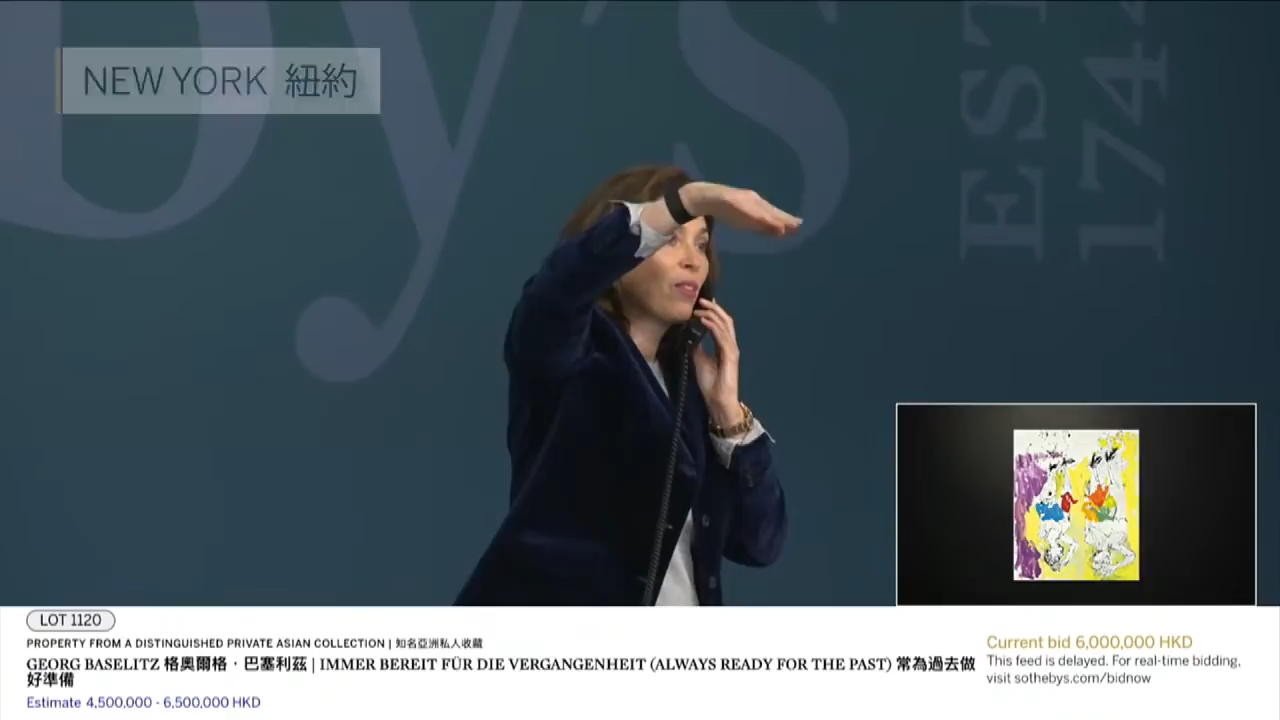 by's
EST
1744
NEW YORK 紐約
LOT 1120
PROPERTY FROM A DISTINGUISHED PRIVATE ASIAN COLLECTION | 知名亞洲私人收藏
GEORG BASELITZ 格奧爾格·巴塞利茲 | IMMER BEREIT FÜR DIE VERGANGENHEIT (ALWAYS READY FOR THE PAST) 常為過去做
好準備
Estimate 4,500,000 - 6,500,000 HKD
Current bid 6,000,000 HKD
This feed is delayed. For real-time bidding,
visit sothebys.com/bidnow